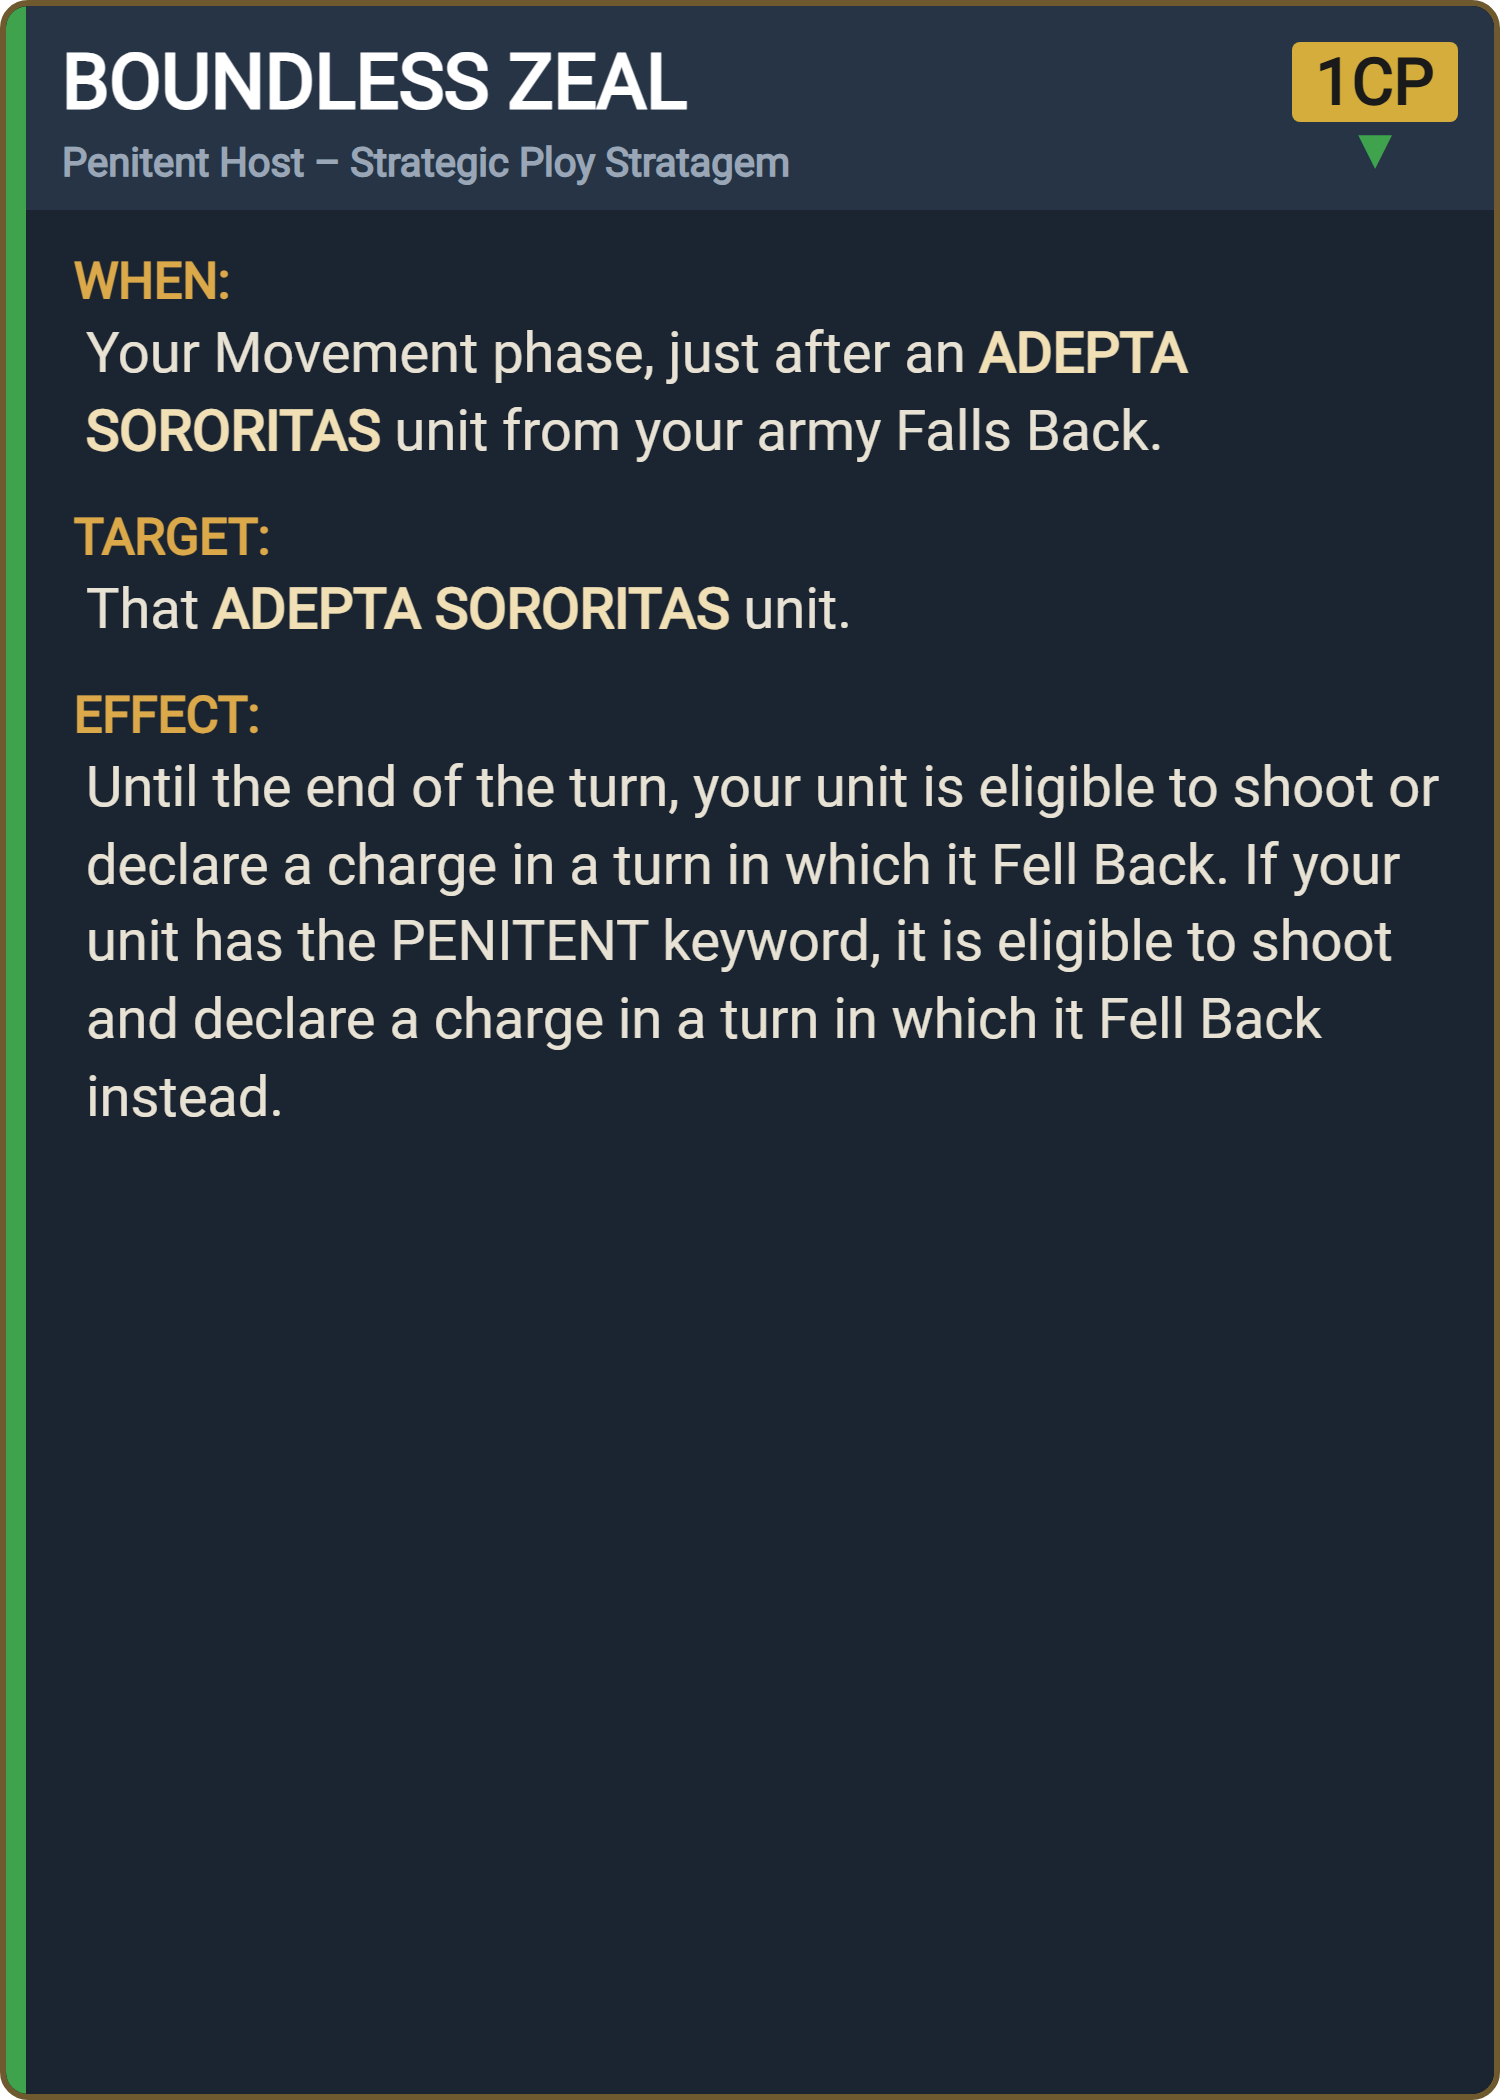 BOUNDLESS ZEAL
1CP
Penitent Host – Strategic Ploy Stratagem
WHEN:
Your Movement phase, just after an ADEPTA
SORORITAS unit from your army Falls Back.
TARGET:
That ADEPTA SORORITAS unit.
EFFECT:
Until the end of the turn, your unit is eligible to shoot or
declare a charge in a turn in which it Fell Back. If your
unit has the PENITENT keyword, it is eligible to shoot
and declare a charge in a turn in which it Fell Back
instead.